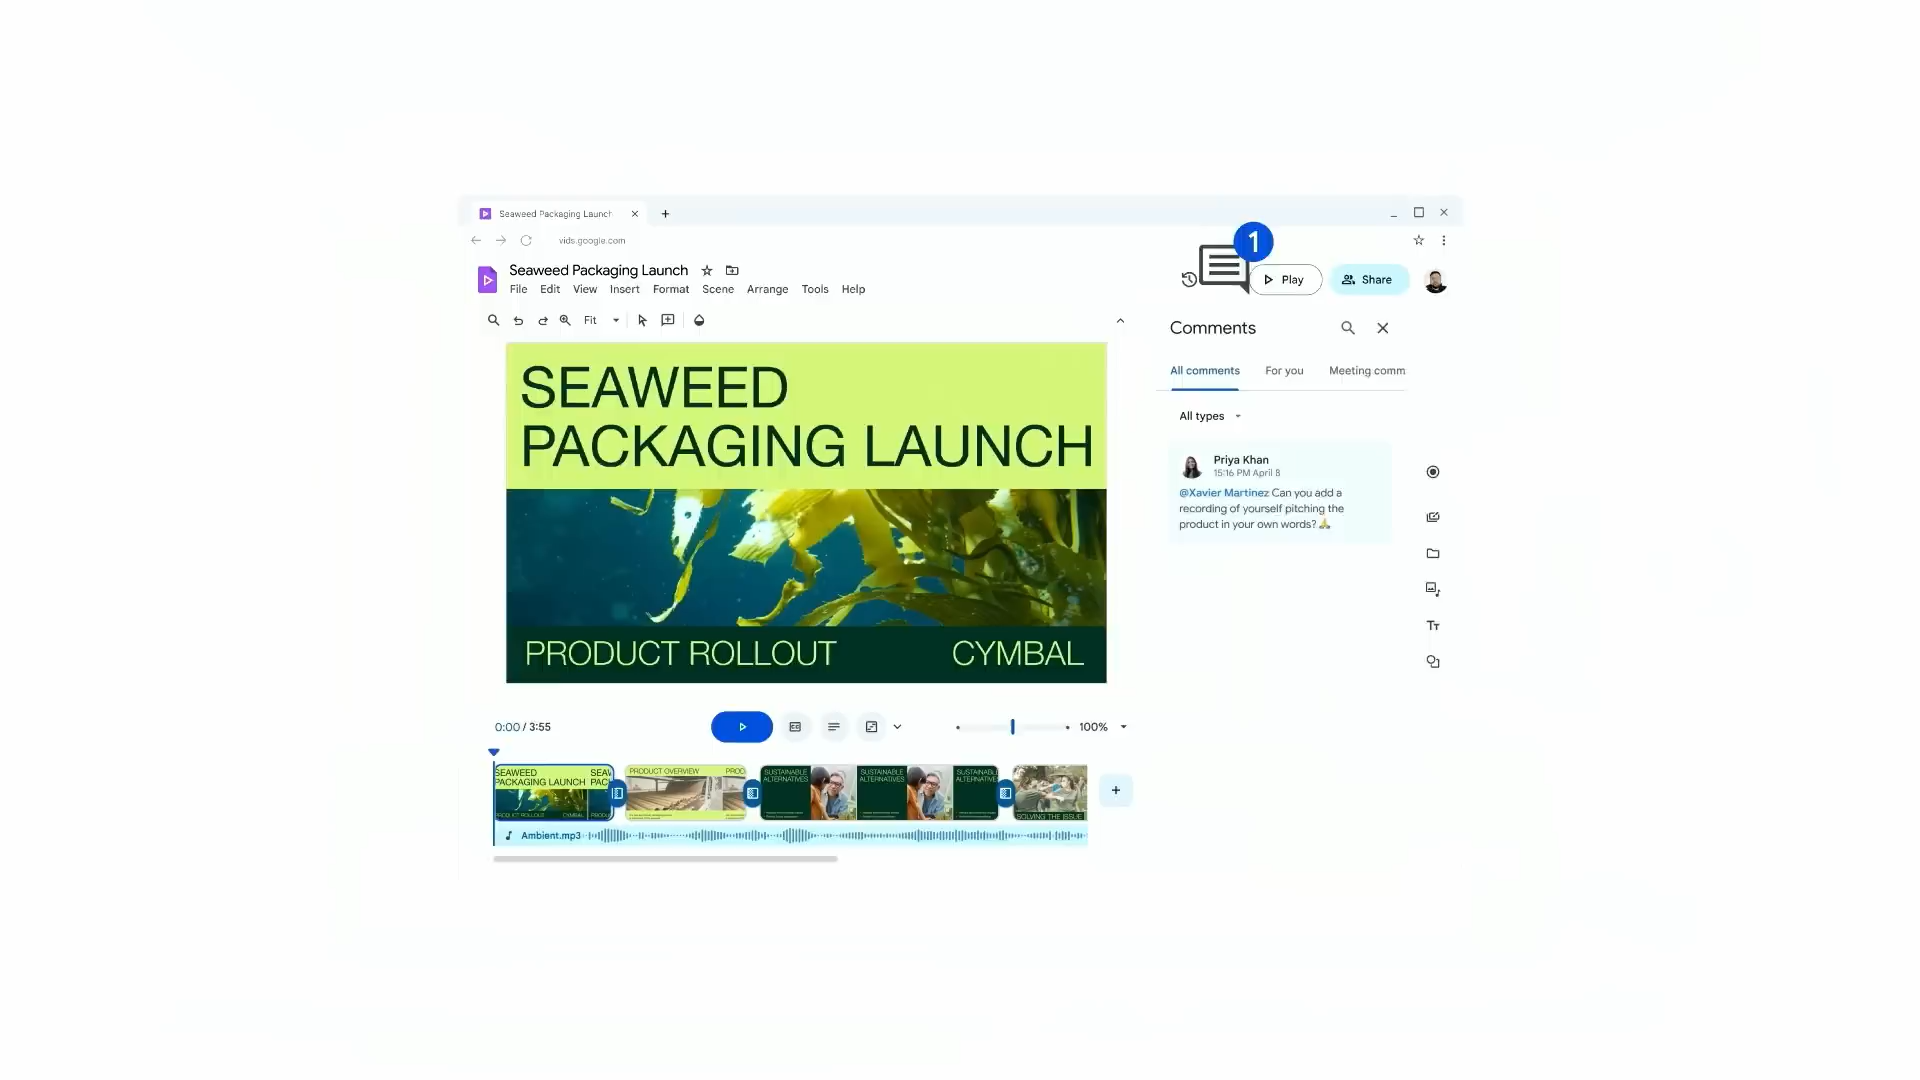 Seaweed Packaging Launch
vids.google.com
1
Seaweed Packaging Launch
File Edit View Insert Format Scene Arrange Tools Help
Play
Share
Fit
SEAWEED
PACKAGING LAUNCH
PRODUCT ROLLOUT
CYMBAL
Comments
All comments For you Meeting comm
All types
Priya Khan
15:16 PM April 8
@Xavier Martinez Can you add a
recording of yourself pitching the
product in your own words?🙏
Tт
0:00 / 3:55
100%
SEAWEED
PACKAGING LAUNCH
PRODUCT ROLLOUT CYMBAL
PRODUCT OVERVIEW
SUSTAINABLE
ALTERNATIVES
SUSTAINABLE
ALTERNATIVES
SUSTAINABLE
ALTERNATIVES
SOLVING THE ISSUE
Ambient.mp3